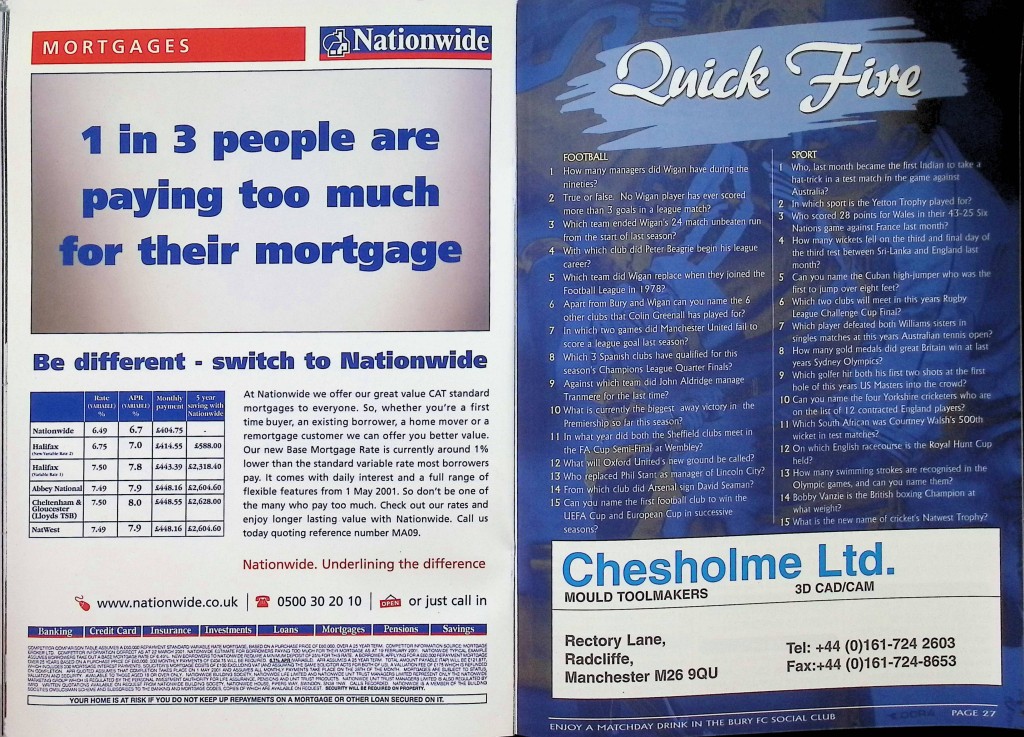 MORTGAGES
Nationwide
1 in 3 people are
paying too much
for their mortgage
Be different - switch to Nationwide
Rate (VARIABLE) % APR (VARIABLE) % Monthly payment 5 year saving with Nationwide
Nationwide 6.49 6.7 £404.75 -
Halifax (New Variable Rate 2) 6.75 7.0 £414.55 £588.00
Halifax (Variable Rate 1) 7.50 7.8 £443.39 £2,318.40
Abbey National 7.49 7.9 £448.16 £2,604.60
Cheltenham & Gloucester (Lloyds TSB) 7.50 8.0 £448.55 £2,628.00
NatWest 7.49 7.9 £448.16 £2,604.60
At Nationwide we offer our great value CAT standard
mortgages to everyone. So, whether you're a first
time buyer, an existing borrower, a home mover or a
remortgage customer we can offer you better value.
Our new Base Mortgage Rate is currently around 1%
lower than the standard variable rate most borrowers
pay. It comes with daily interest and a full range of
flexible features from 1 May 2001. So don't be one of
the many who pay too much. Check out our rates and
enjoy longer lasting value with Nationwide. Call us
today quoting reference number MA09.
Nationwide. Underlining the difference
www.nationwide.co.uk | 0500 30 20 10 | OPEN or just call in
Banking Credit Card Insurance Investments Loans Mortgages Pensions Savings
SECURITY WILL BE REQUIRED ON PROPERTY.
YOUR HOME IS AT RISK IF YOU DO NOT KEEP UP REPAYMENTS ON A MORTGAGE OR OTHER LOAN SECURED ON IT.
Quick Fire
FOOTBALL
1 How many managers did Wigan have during the
nineties?
2 True or false. No Wigan player has ever scored
more than 3 goals in a league match?
3 Which team ended Wigan's 24 match unbeaten run
from the start of last season?
4 With which club did Peter Beagrie begin his league
career?
5 Which team did Wigan replace when they joined the
Football League in 1978?
6 Apart from Bury and Wigan can you name the 6
other clubs that Colin Greenall has played for?
7 In which two games did Manchester United fail to
score a league goal last season?
8 Which 3 Spanish clubs have qualified for this
season's Champions League Quarter Finals?
9 Against which team did John Aldridge manage
Tranmere for the last time?
10 What is currently the biggest away victory in the
Premiership so far this season?
11 In what year did both the Sheffield clubs meet in
the FA Cup Semi-Final at Wembley?
12 What will Oxford United's new ground be called?
13 Who replaced Phil Stant as manager of Lincoln City?
14 From which club did Arsenal sign David Seaman?
15 Can you name the first football club to win the
UEFA Cup and European Cup in successive
seasons?
SPORT
1 Who, last month became the first Indian to take a
hat-trick in a test match in the game against
Australia?
2 In which sport is the Yetton Trophy played for?
3 Who scored 28 points for Wales in their 43-25 Six
Nations game against France last month?
4 How many wickets fell on the third and final day of
the third test between Sri-Lanka and England last
month?
5 Can you name the Cuban high-jumper who was the
first to jump over eight feet?
6 Which two clubs will meet in this years Rugby
League Challenge Cup Final?
7 Which player defeated both Williams sisters in
singles matches at this years Australian tennis open?
8 How many gold medals did great Britain win at last
years Sydney Olympics?
9 Which golfer hit both his first two shots at the first
hole of this years US Masters into the crowd?
10 Can you name the four Yorkshire cricketers who are
on the list of 12 contracted England players?
11 Which South African was Courtney Walsh's 500th
wicket in test matches?
12 On which English racecourse is the Royal Hunt Cup
held?
13 How many swimming strokes are recognised in the
Olympic games, and can you name them?
14 Bobby Vanzie is the British boxing Champion at
what weight?
15 What is the new name of cricket's Natwest Trophy?
Chesholme Ltd.
MOULD TOOLMAKERS 3D CAD/CAM
Rectory Lane,
Radcliffe,
Manchester M26 9QU
Tel: +44 (0)161-724 2603
Fax:+44 (0)161-724-8653
ENJOY A MATCHDAY DRINK IN THE BURY FC SOCIAL CLUB
PAGE 27